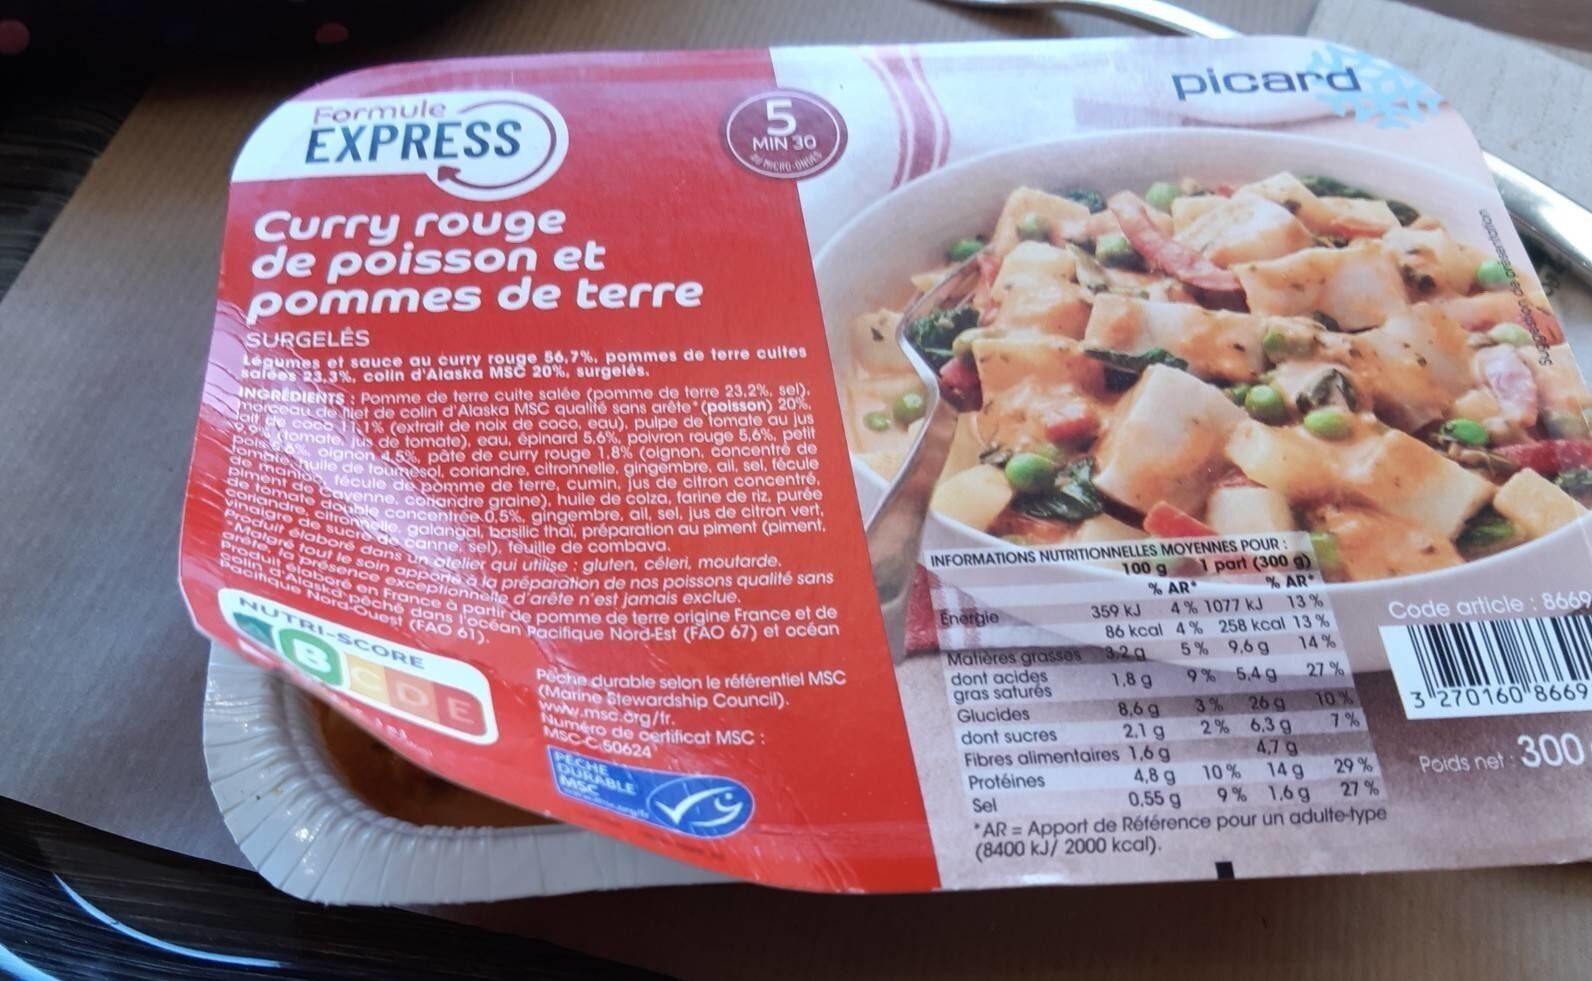 Formule
EXPRESS
5
MIN 30
AU MICRO-ONDES
picard
Curry rouge
de poisson et
pommes de terre
SURGELÉS
Légumes et sauce au curry rouge 56,7%, pommes de terre cuites
salées 23,3%, colin d'Alaska MSC 20%, surgelés.
INGRÉDIENTS : Pomme de terre cuite salée (pomme de terre 23,2%, sel),
morceau de filet de colin d'Alaska MSC qualité sans arête* (poisson) 20%,
lait de coco 11,1% (extrait de noix de coco, eau), pulpe de tomate au jus
9,9% (tomate, jus de tomate), eau, épinard 5,6%, poivron rouge 5,6%, petit
pois 5,6%, oignon 4,5%, pâte de curry rouge 1,8% (oignon, concentré de
tomate, huile de tournesol, coriandre, citronnelle, gingembre, ail, sel, fécule
de manioc, fécule de pomme de terre, cumin, jus de citron concentré,
piment de Cayenne, coriandre graine), huile de colza, farine de riz, purée
de tomate double concentrée 0,5%, gingembre, ail, sel, jus de citron vert,
coriandre, citronnelle, galangal, basilic thaï, préparation au piment (piment,
vinaigre de sucre de canne, sel), feuille de combava.
Produit élaboré dans un atelier qui utilise : gluten, céleri, moutarde.
*Malgré tout le soin apporté à la préparation de nos poissons qualité sans
arête, la présence exceptionnelle d'arête n'est jamais exclue.
Produit élaboré en France à partir de pomme de terre origine France et de
colin d'Alaska pêché dans l'océan Pacifique Nord-Est (FAO 67) et océan
Pacifique Nord-Ouest (FAO 61).
NUTRI-SCORE
B C D E
Pêche durable selon le référentiel MSC
(Marine Stewardship Council).
www.msc.org/fr.
Numéro de certificat MSC :
MSC-C-50624
PÊCHE
DURABLE
MSC
Suggestion de présentation
INFORMATIONS NUTRITIONNELLES MOYENNES POUR :
100 g 1 part (300 g)
% AR* % AR*
Énergie 359 kJ 4% 1077 kJ 13%
86 kcal 4% 258 kcal 13%
Matières grasses 3,2 g 5% 9,6 g 14%
dont acides
gras saturés 1,8 g 9% 5,4 g 27%
Glucides 8,6 g 3% 26 g 10%
dont sucres 2,1 g 2% 6,3 g 7%
Fibres alimentaires 1,6 g 4,7 g
Protéines 4,8 g 10% 14 g 29%
Sel 0,55 g 9% 1,6 g 27%
*AR = Apport de Référence pour un adulte-type
(8400 kJ/ 2000 kcal).
Code article : 8669
3 270160 8669
Poids net : 300